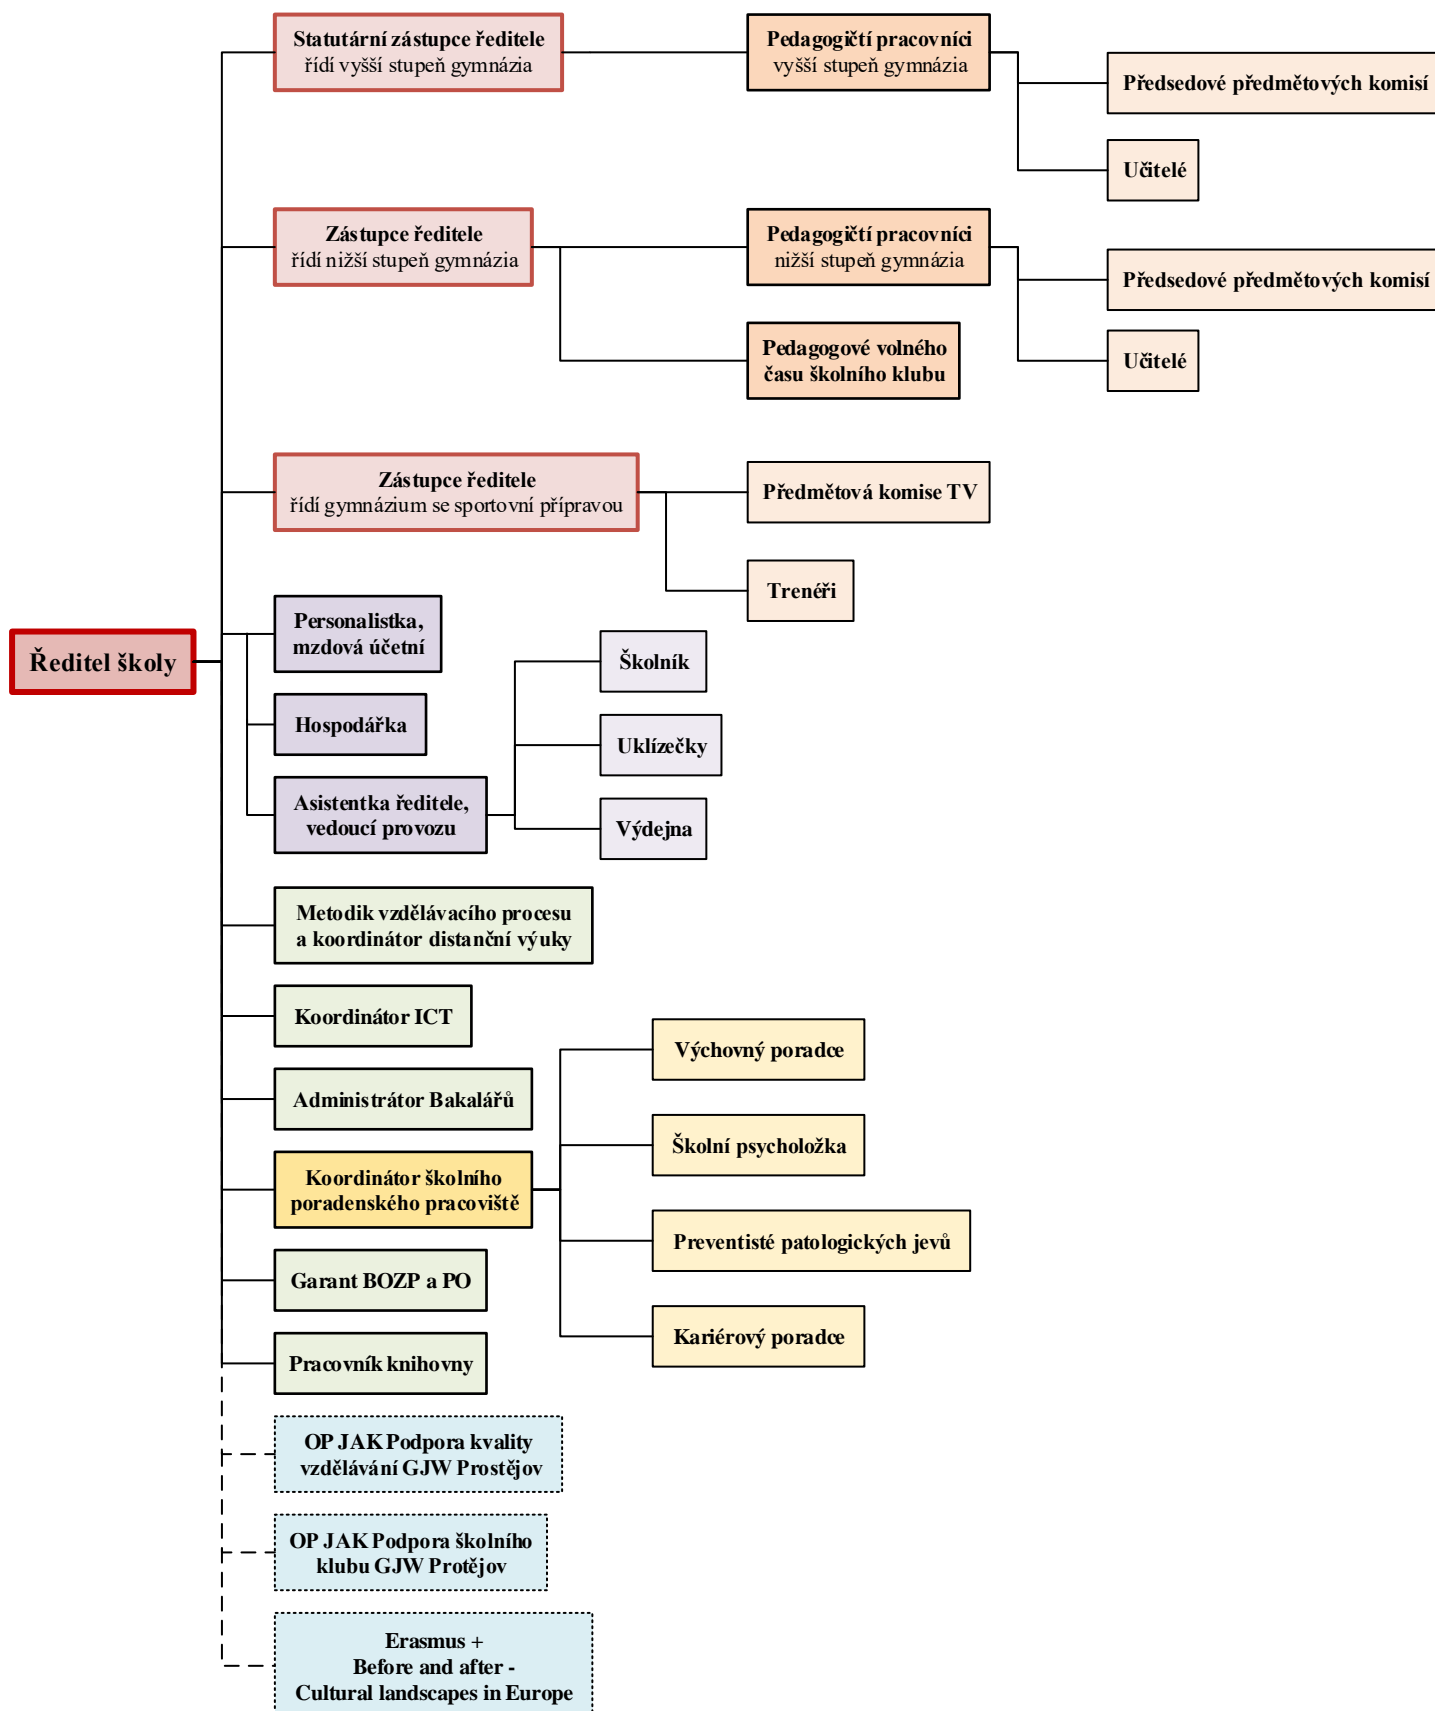 Statutární zástupce ředitele
řídí vyšší stupeň gymnázia
Pedagogičtí pracovníci
vyšší stupeň gymnázia
Předsedové předmětových komisí
Učitelé
Zástupce ředitele
řídí nižší stupeň gymnázia
Pedagogičtí pracovníci
nižší stupeň gymnázia
Předsedové předmětových komisí
Učitelé
Pedagogové volného
času školního klubu
Zástupce ředitele
řídí gymnázium se sportovní přípravou
Předmětová komise TV
Trenéři
Ředitel školy
Personalistka,
mzdová účetní
Hospodářka
Asistentka ředitele,
vedoucí provozu
Školník
Uklízečky
Výdejna
Metodik vzdělávacího procesu
a koordinátor distanční výuky
Koordinátor ICT
Administrátor Bakalářů
Koordinátor školního
poradenského pracoviště
Výchovný poradce
Školní psycholožka
Preventisté patologických jevů
Kariérový poradce
Garant BOZP a PO
Pracovník knihovny
OP JAK Podpora kvality
vzdělávání GJW Prostějov
OP JAK Podpora školního
klubu GJW Protějov
Erasmus +
Before and after -
Cultural landscapes in Europe